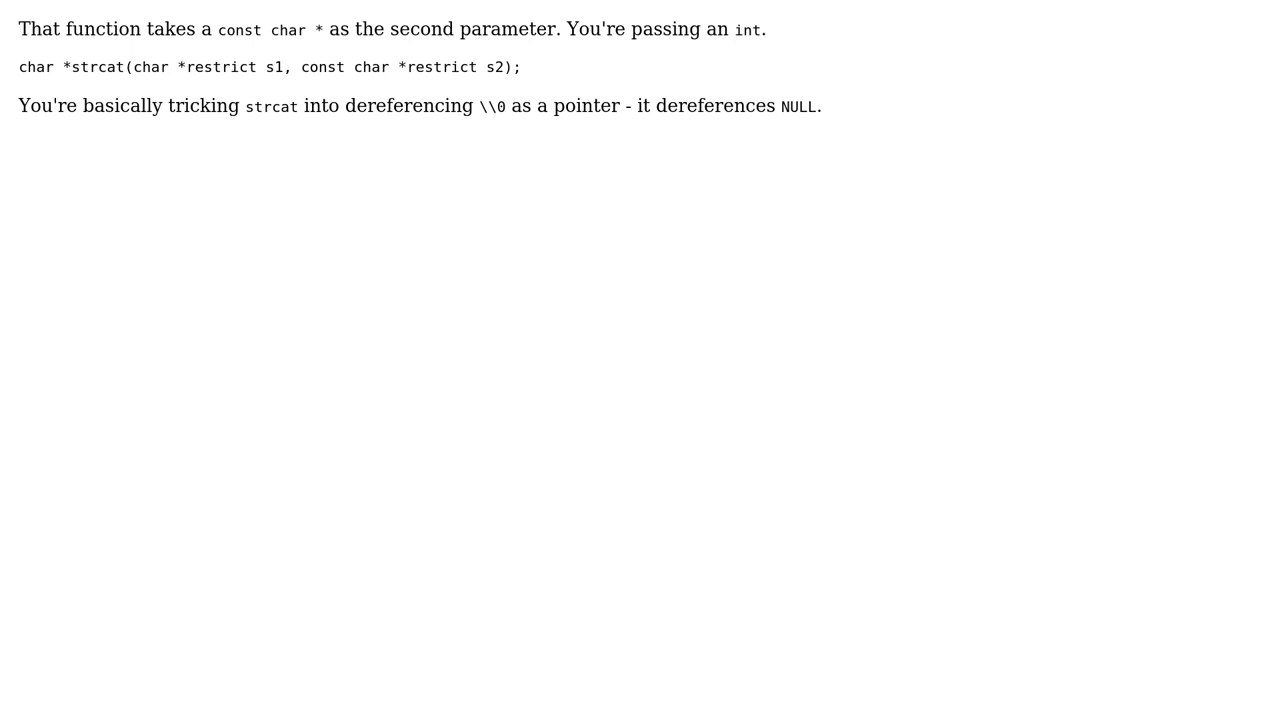 That function takes a const char * as the second parameter. You're passing an int.
char *strcat(char *restrict s1, const char *restrict s2);
You're basically tricking strcat into dereferencing \\0 as a pointer - it dereferences NULL.